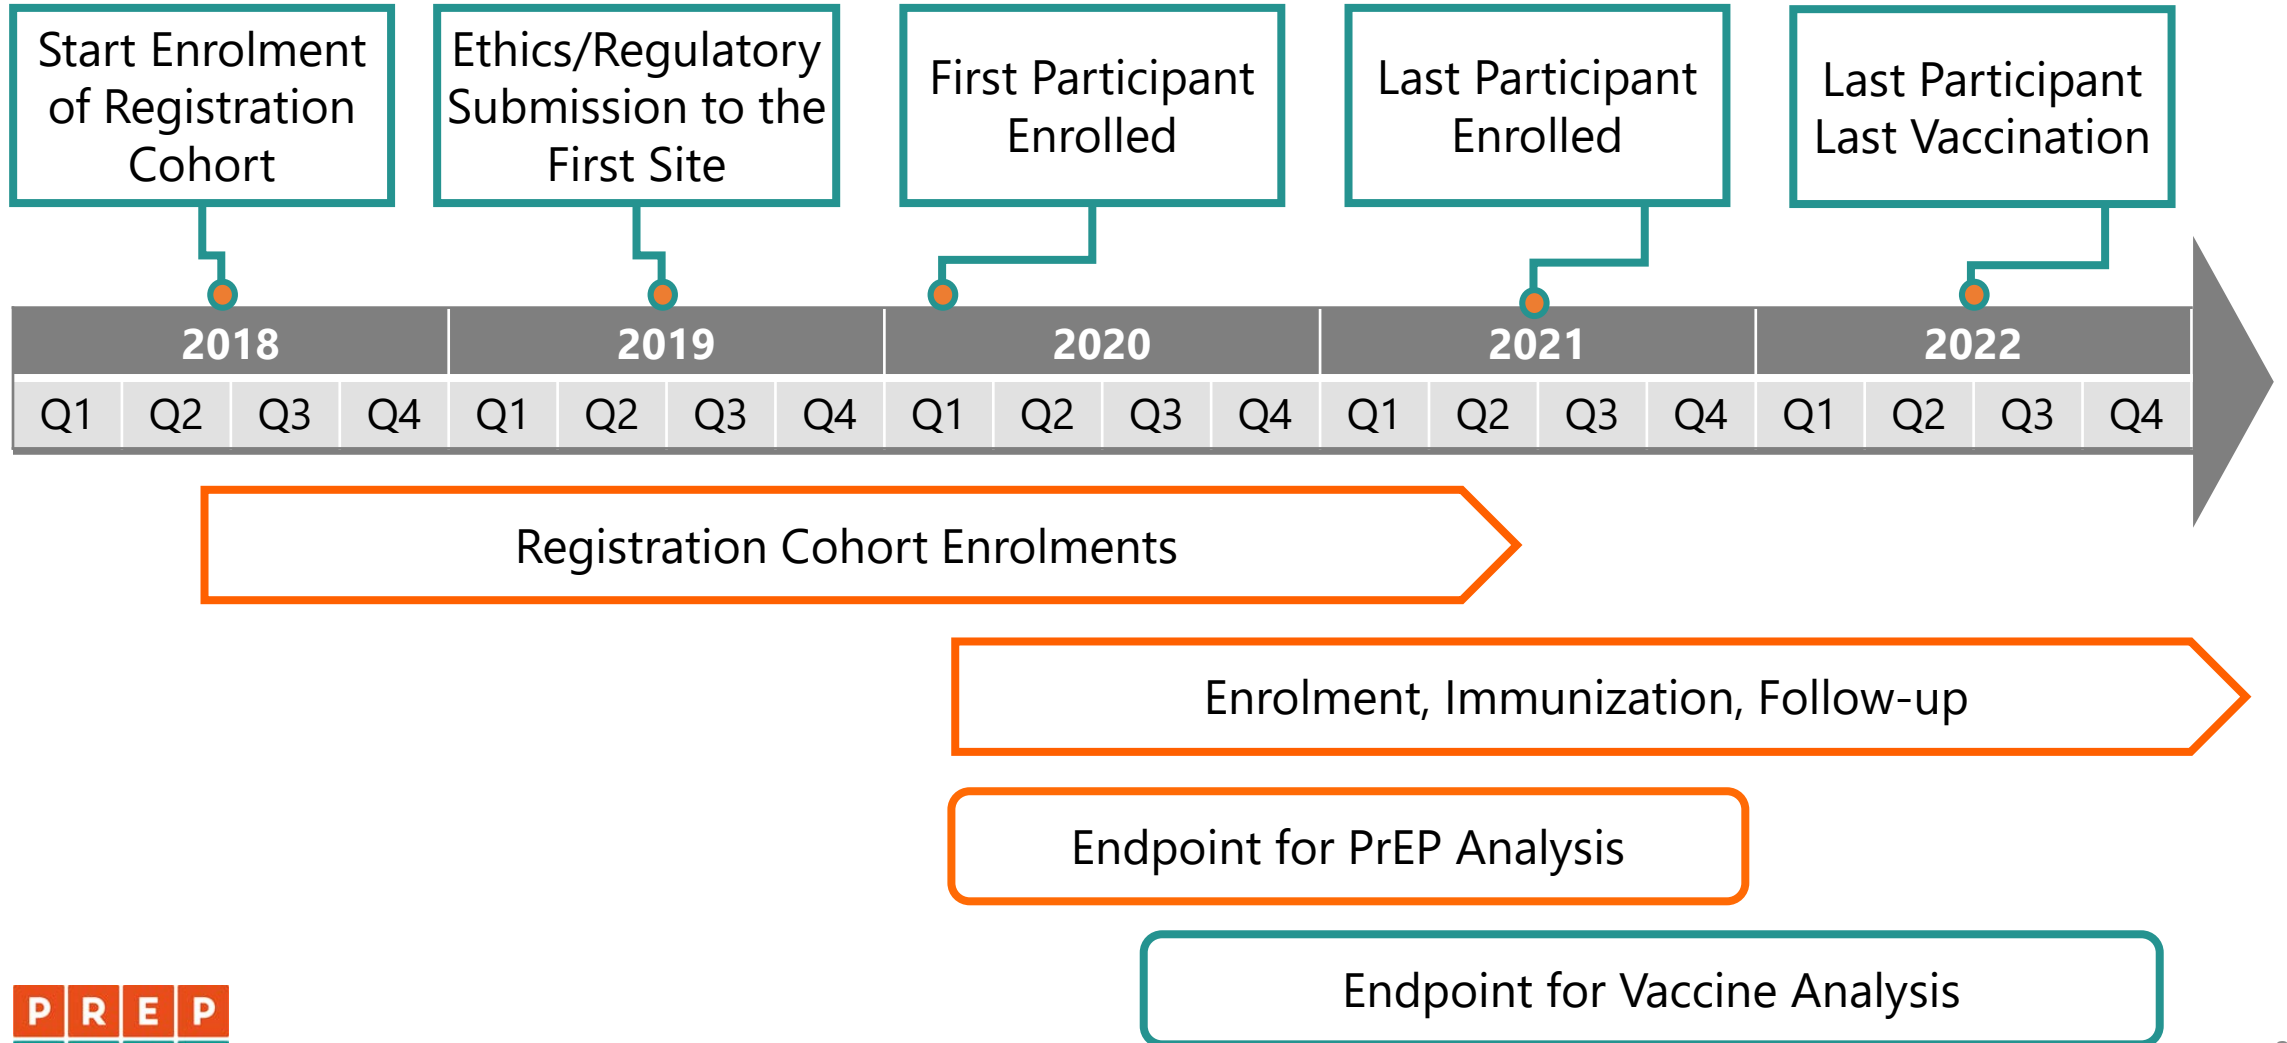 Start Enrolment
of Registration
Cohort
Ethics/Regulatory
Submission to the
First Site
First Participant
Enrolled
Last Participant
Enrolled
Last Participant
Last Vaccination
2018 2019 2020 2021 2022
Q1 Q2 Q3 Q4 Q1 Q2 Q3 Q4 Q1 Q2 Q3 Q4 Q1 Q2 Q3 Q4 Q1 Q2 Q3 Q4
Registration Cohort Enrolments
Enrolment, Immunization, Follow-up
Endpoint for PrEP Analysis
Endpoint for Vaccine Analysis
PREP